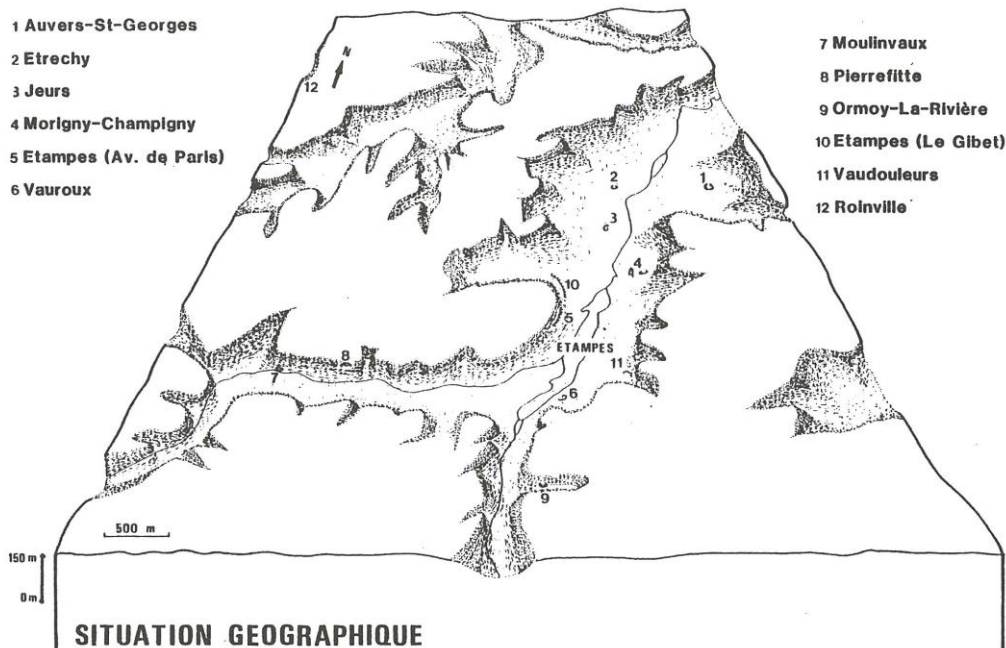 1 Auvers-St-Georges
2 Etrechy
3 Jeurs
4 Morigny-Champigny
5 Etampes (Av. de Paris)
6 Vauroux
7 Moulinvaux
8 Pierrefitte
9 Ormoy-La-Rivière
10 Etampes (Le Gibet)
11 Vaudouleurs
12 Roinville
N
12
2
1
3
4
10
5
ETAMPES
8
11
7
6
9
500 m
150 m
0 m
SITUATION GEOGRAPHIQUE